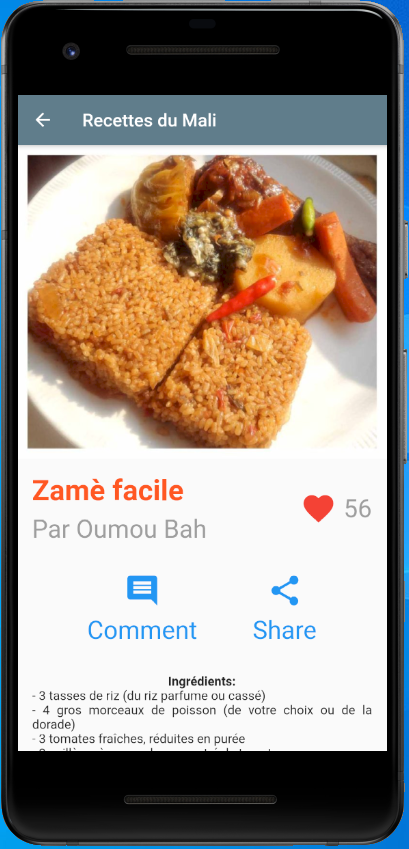 Recettes du Mali
Zamè facile
Par Oumou Bah
56
Comment
Share
Ingrédients:
- 3 tasses de riz (du riz parfume ou cassé)
- 4 gros morceaux de poisson (de votre choix ou de la
dorade)
- 3 tomates fraiches, réduites en purée